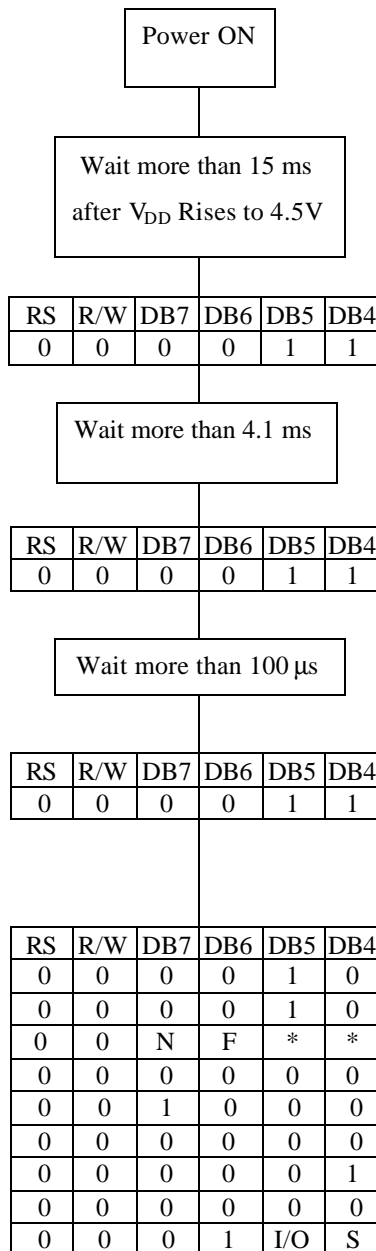 Power ON
Wait more than 15 ms
after VDD Rises to 4.5V
RS R/W DB7 DB6 DB5 DB4
0 0 0 0 1 1
Wait more than 4.1 ms
RS R/W DB7 DB6 DB5 DB4
0 0 0 0 1 1
Wait more than 100 µs
RS R/W DB7 DB6 DB5 DB4
0 0 0 0 1 1
RS R/W DB7 DB6 DB5 DB4
0 0 0 0 1 0
0 0 0 0 1 0
0 0 N F * *
0 0 0 0 0 0
0 0 1 0 0 0
0 0 0 0 0 0
0 0 0 0 0 1
0 0 0 0 0 0
0 0 0 1 I/O S